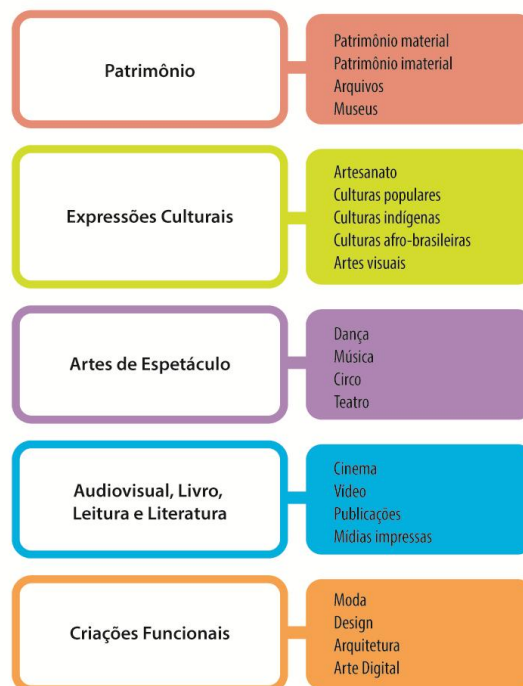 Patrimônio
Patrimônio material
Patrimônio imaterial
Arquivos
Museus
Expressões Culturais
Artesanato
Culturas populares
Culturas indígenas
Culturas afro-brasileiras
Artes visuais
Artes de Espetáculo
Dança
Música
Circo
Teatro
Audiovisual, Livro,
Leitura e Literatura
Cinema
Vídeo
Publicações
Mídias impressas
Criações Funcionais
Moda
Design
Arquitetura
Arte Digital